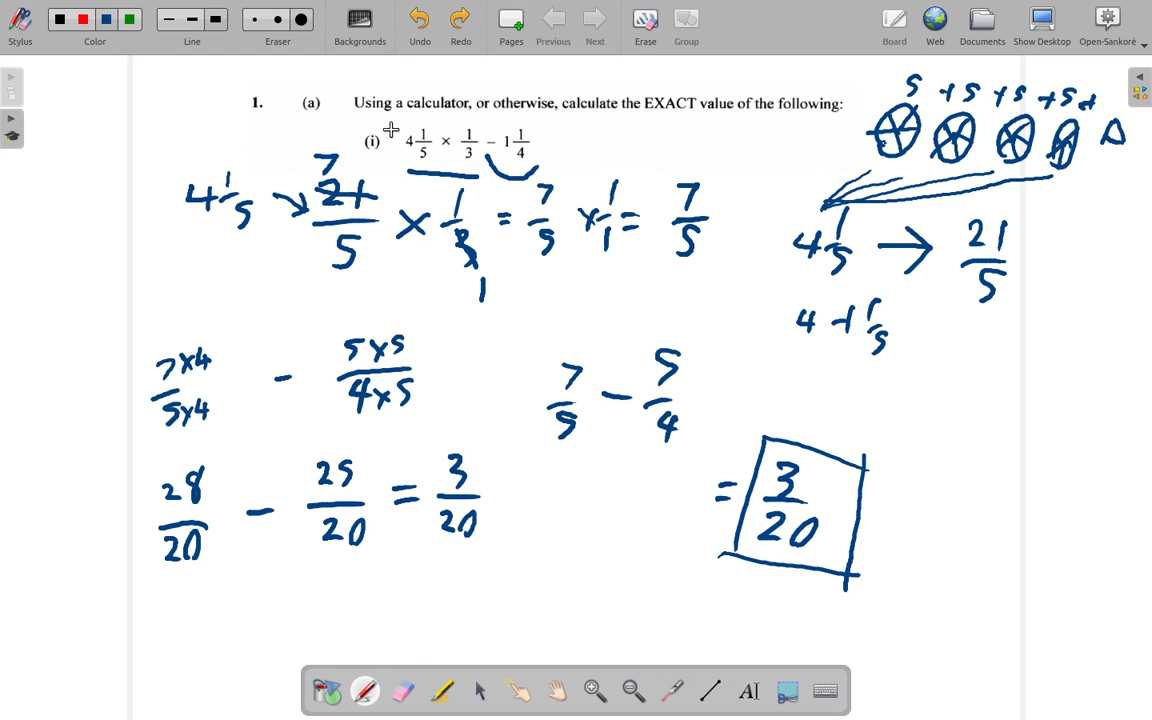 Stylus Color Line Eraser Backgrounds Undo Redo Pages Previous Next Erase Group Board Web Documents Show Desktop Open-Sankoré
1. (a) Using a calculator, or otherwise, calculate the EXACT value of the following:
(i) 4 1/5 × 1/3 − 1 1/4
5 + 5 + 5 + 5 +
4 1/5 → 21/5 × 1/3 = 7/5 × 1/1 = 7/5
7
1
4 1/5 → 21/5
4 + 1/5
7×4/5×4 − 5×5/4×5
7/5 − 5/4
28/20 − 25/20 = 3/20
= 3/20